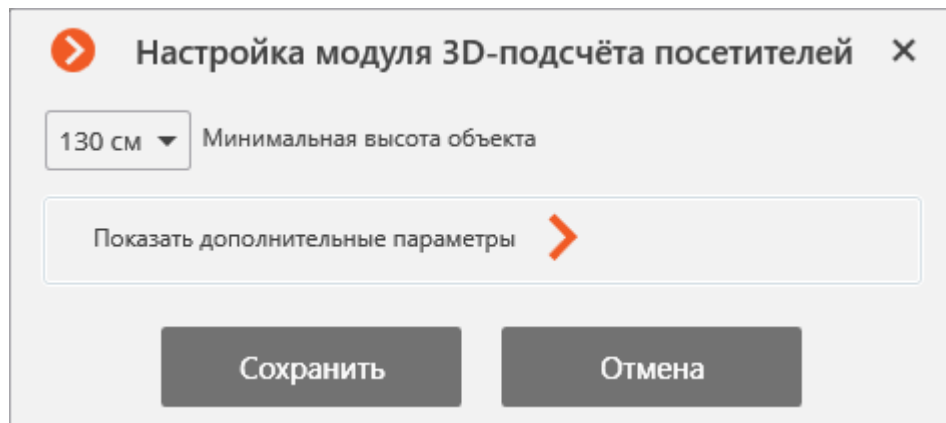 Настройка модуля 3D-подсчёта посетителей
130 см Минимальная высота объекта
Показать дополнительные параметры
Сохранить Отмена